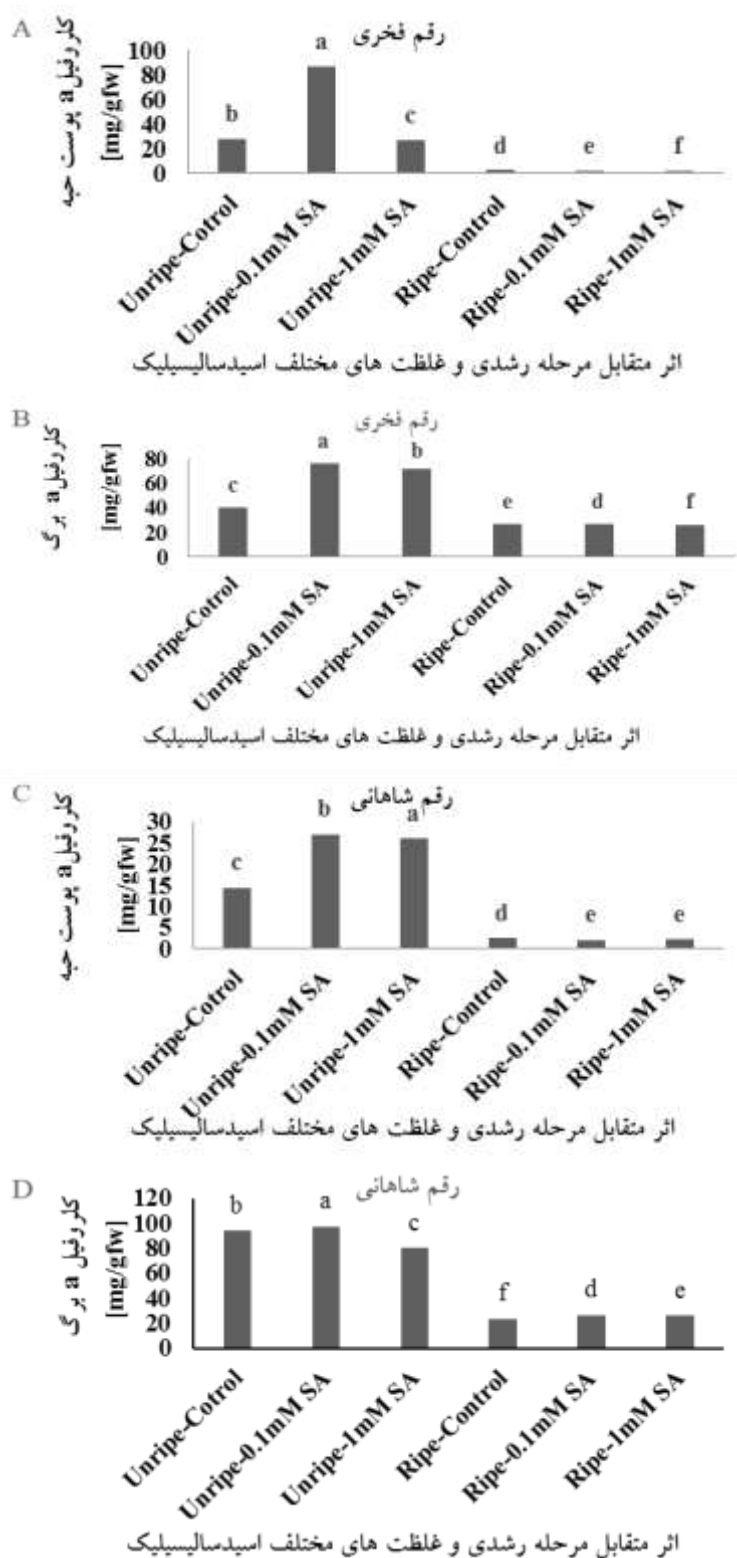 A
رقم فخری
کلروفیل a پوست حبه
[mg/gfw]
100
80
60
40
20
0
b
a
c
d
e
f
Unripe-Cotrol
Unripe-0.1mM SA
Unripe-1mM SA
Ripe-Control
Ripe-0.1mM SA
Ripe-1mM SA
اثر متقابل مرحله رشدی و غلظت های مختلف اسیدسالیسیلیک
B
رقم فخری
کلروفیل a برگ
[mg/gfw]
80
60
40
20
0
c
a
b
e
d
f
Unripe-Cotrol
Unripe-0.1mM SA
Unripe-1mM SA
Ripe-Control
Ripe-0.1mM SA
Ripe-1mM SA
اثر متقابل مرحله رشدی و غلظت های مختلف اسیدسالیسیلیک
C
رقم شاهانی
کلروفیل a پوست حبه
[mg/gfw]
30
25
20
15
10
5
0
c
b
a
d
e
e
Unripe-Cotrol
Unripe-0.1mM SA
Unripe-1mM SA
Ripe-Control
Ripe-0.1mM SA
Ripe-1mM SA
اثر متقابل مرحله رشدی و غلظت های مختلف اسیدسالیسیلیک
D
رقم شاهانی
کلروفیل a برگ
[mg/gfw]
120
100
80
60
40
20
0
b
a
c
f
d
e
Unripe-Cotrol
Unripe-0.1mM SA
Unripe-1mM SA
Ripe-Control
Ripe-0.1mM SA
Ripe-1mM SA
اثر متقابل مرحله رشدی و غلظت های مختلف اسیدسالیسیلیک